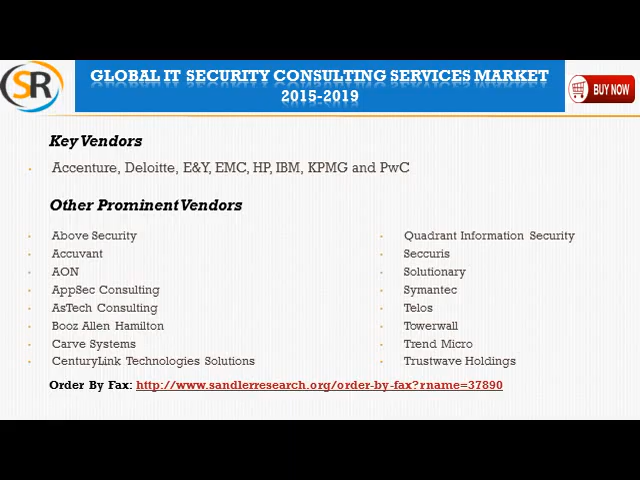 SR
GLOBAL IT SECURITY CONSULTING SERVICES MARKET
2015-2019
BUY NOW
Key Vendors
Accenture, Deloitte, E&Y, EMC, HP, IBM, KPMG and PwC
Other Prominent Vendors
Above Security
Accuvant
AON
AppSec Consulting
AsTech Consulting
Booz Allen Hamilton
Carve Systems
CenturyLink Technologies Solutions
Quadrant Information Security
Seccuris
Solutionary
Symantec
Telos
Towerwall
Trend Micro
Trustwave Holdings
Order By Fax: http://www.sandlerresearch.org/order-by-fax?rname=37890